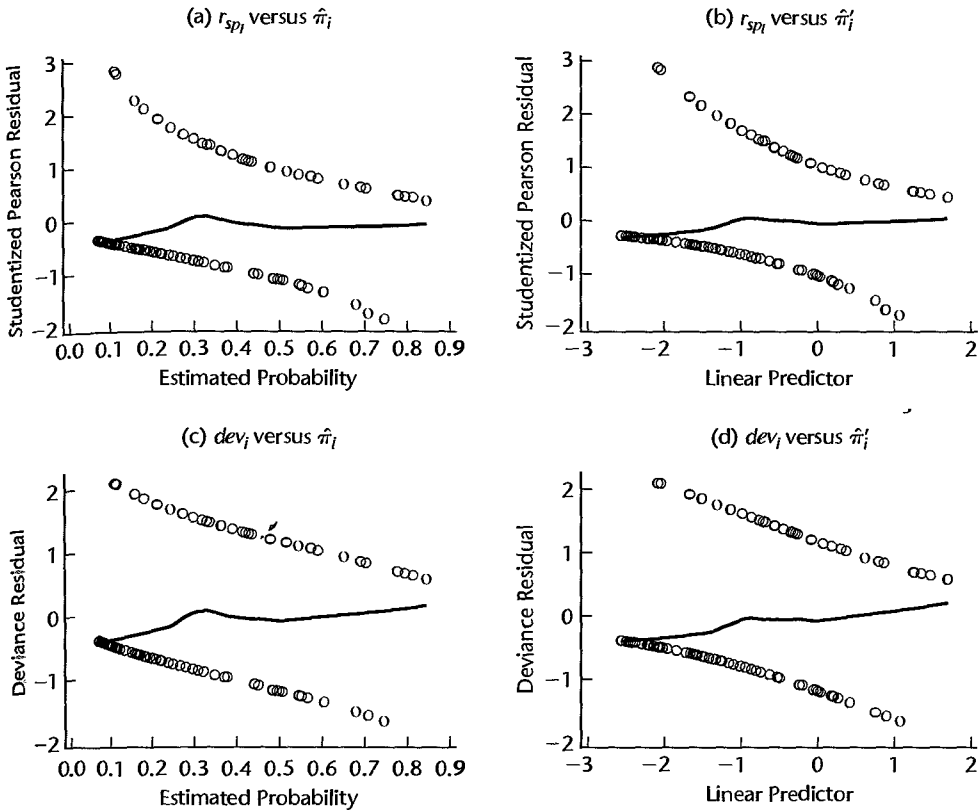 (a) r_{sp_i} versus π̂_i
Studentized Pearson Residual
3
2
1
0
−1
−2
0.0 0.1 0.2 0.3 0.4 0.5 0.6 0.7 0.8 0.9
Estimated Probability
(b) r_{sp_i} versus π̂′_i
Studentized Pearson Residual
3
2
1
0
−1
−2
−3 −2 −1 0 1 2
Linear Predictor
(c) dev_i versus π̂_i
Deviance Residual
2
1
0
−1
−2
0.0 0.1 0.2 0.3 0.4 0.5 0.6 0.7 0.8 0.9
Estimated Probability
(d) dev_i versus π̂′_i
Deviance Residual
2
1
0
−1
−2
−3 −2 −1 0 1 2
Linear Predictor